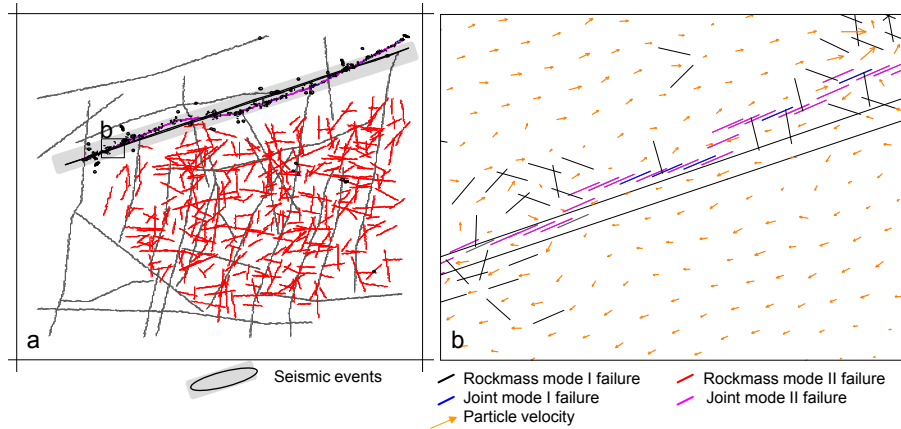 b
a
b
Seismic events
Rockmass mode I failure
Rockmass mode II failure
Joint mode I failure
Joint mode II failure
Particle velocity